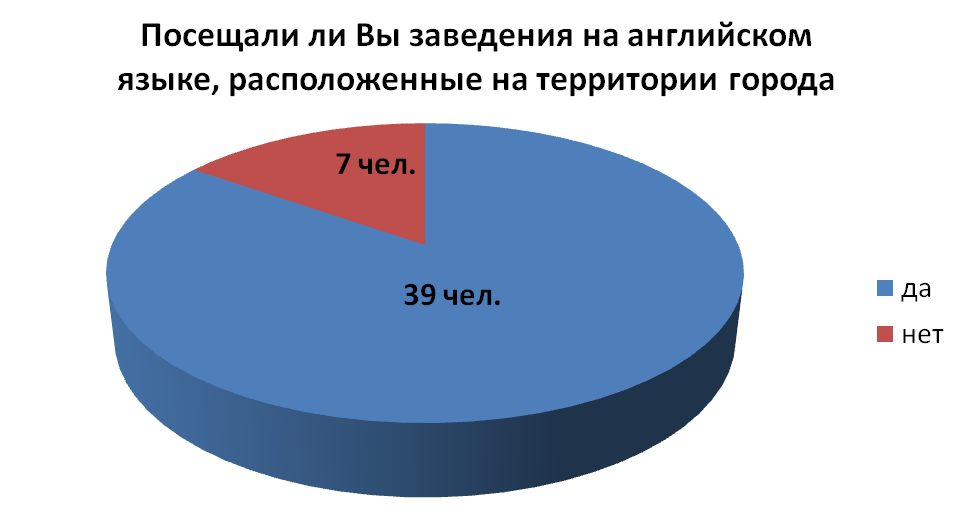 Посещали ли Вы заведения на английском
языке, расположенные на территории города
7 чел.
39 чел.
да
нет